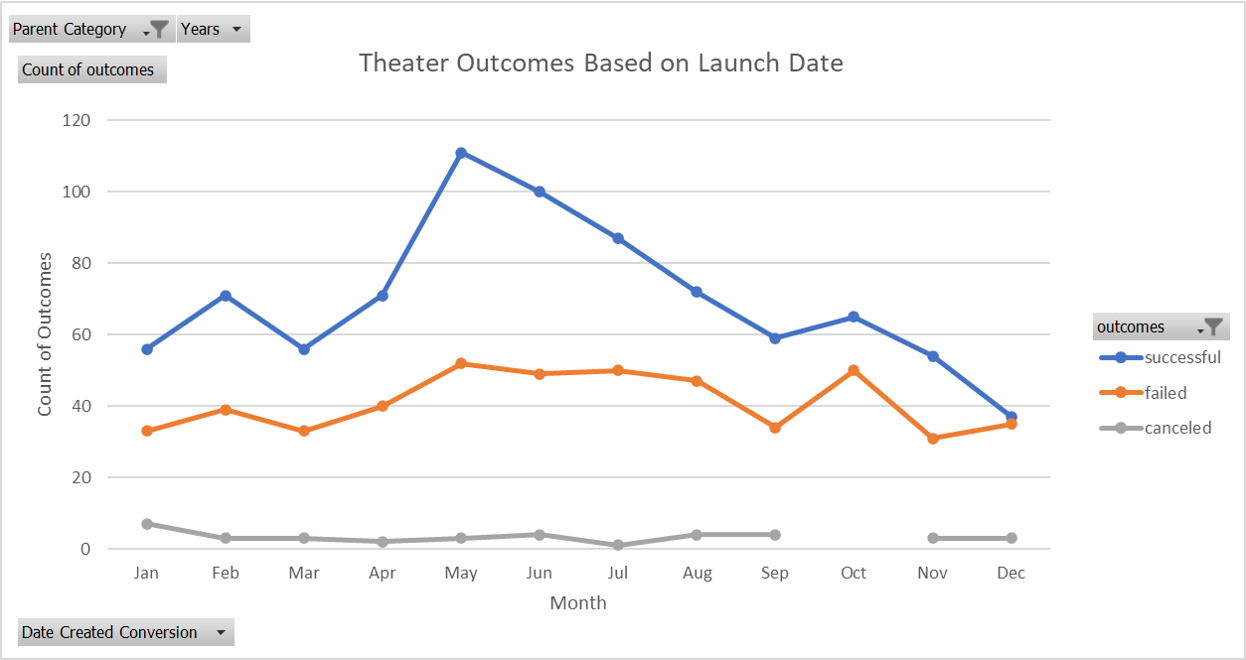 Parent Category Years
Count of outcomes
Theater Outcomes Based on Launch Date
120
100
80
60
40
20
0
Count of Outcomes
Jan Feb Mar Apr May Jun Jul Aug Sep Oct Nov Dec
Month
outcomes
successful
failed
canceled
Date Created Conversion